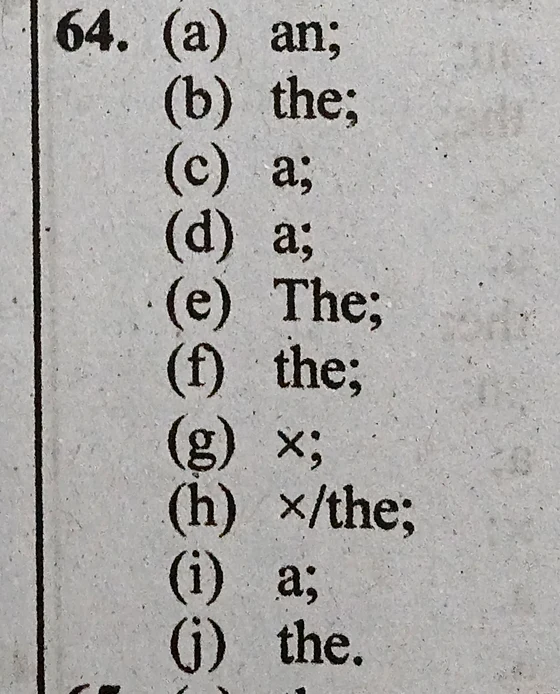 64. (a) an;
(b) the;
(c) a;
(d) a;
(e) The;
(f) the;
(g) ×;
(h) ×/the;
(i) a;
(j) the.